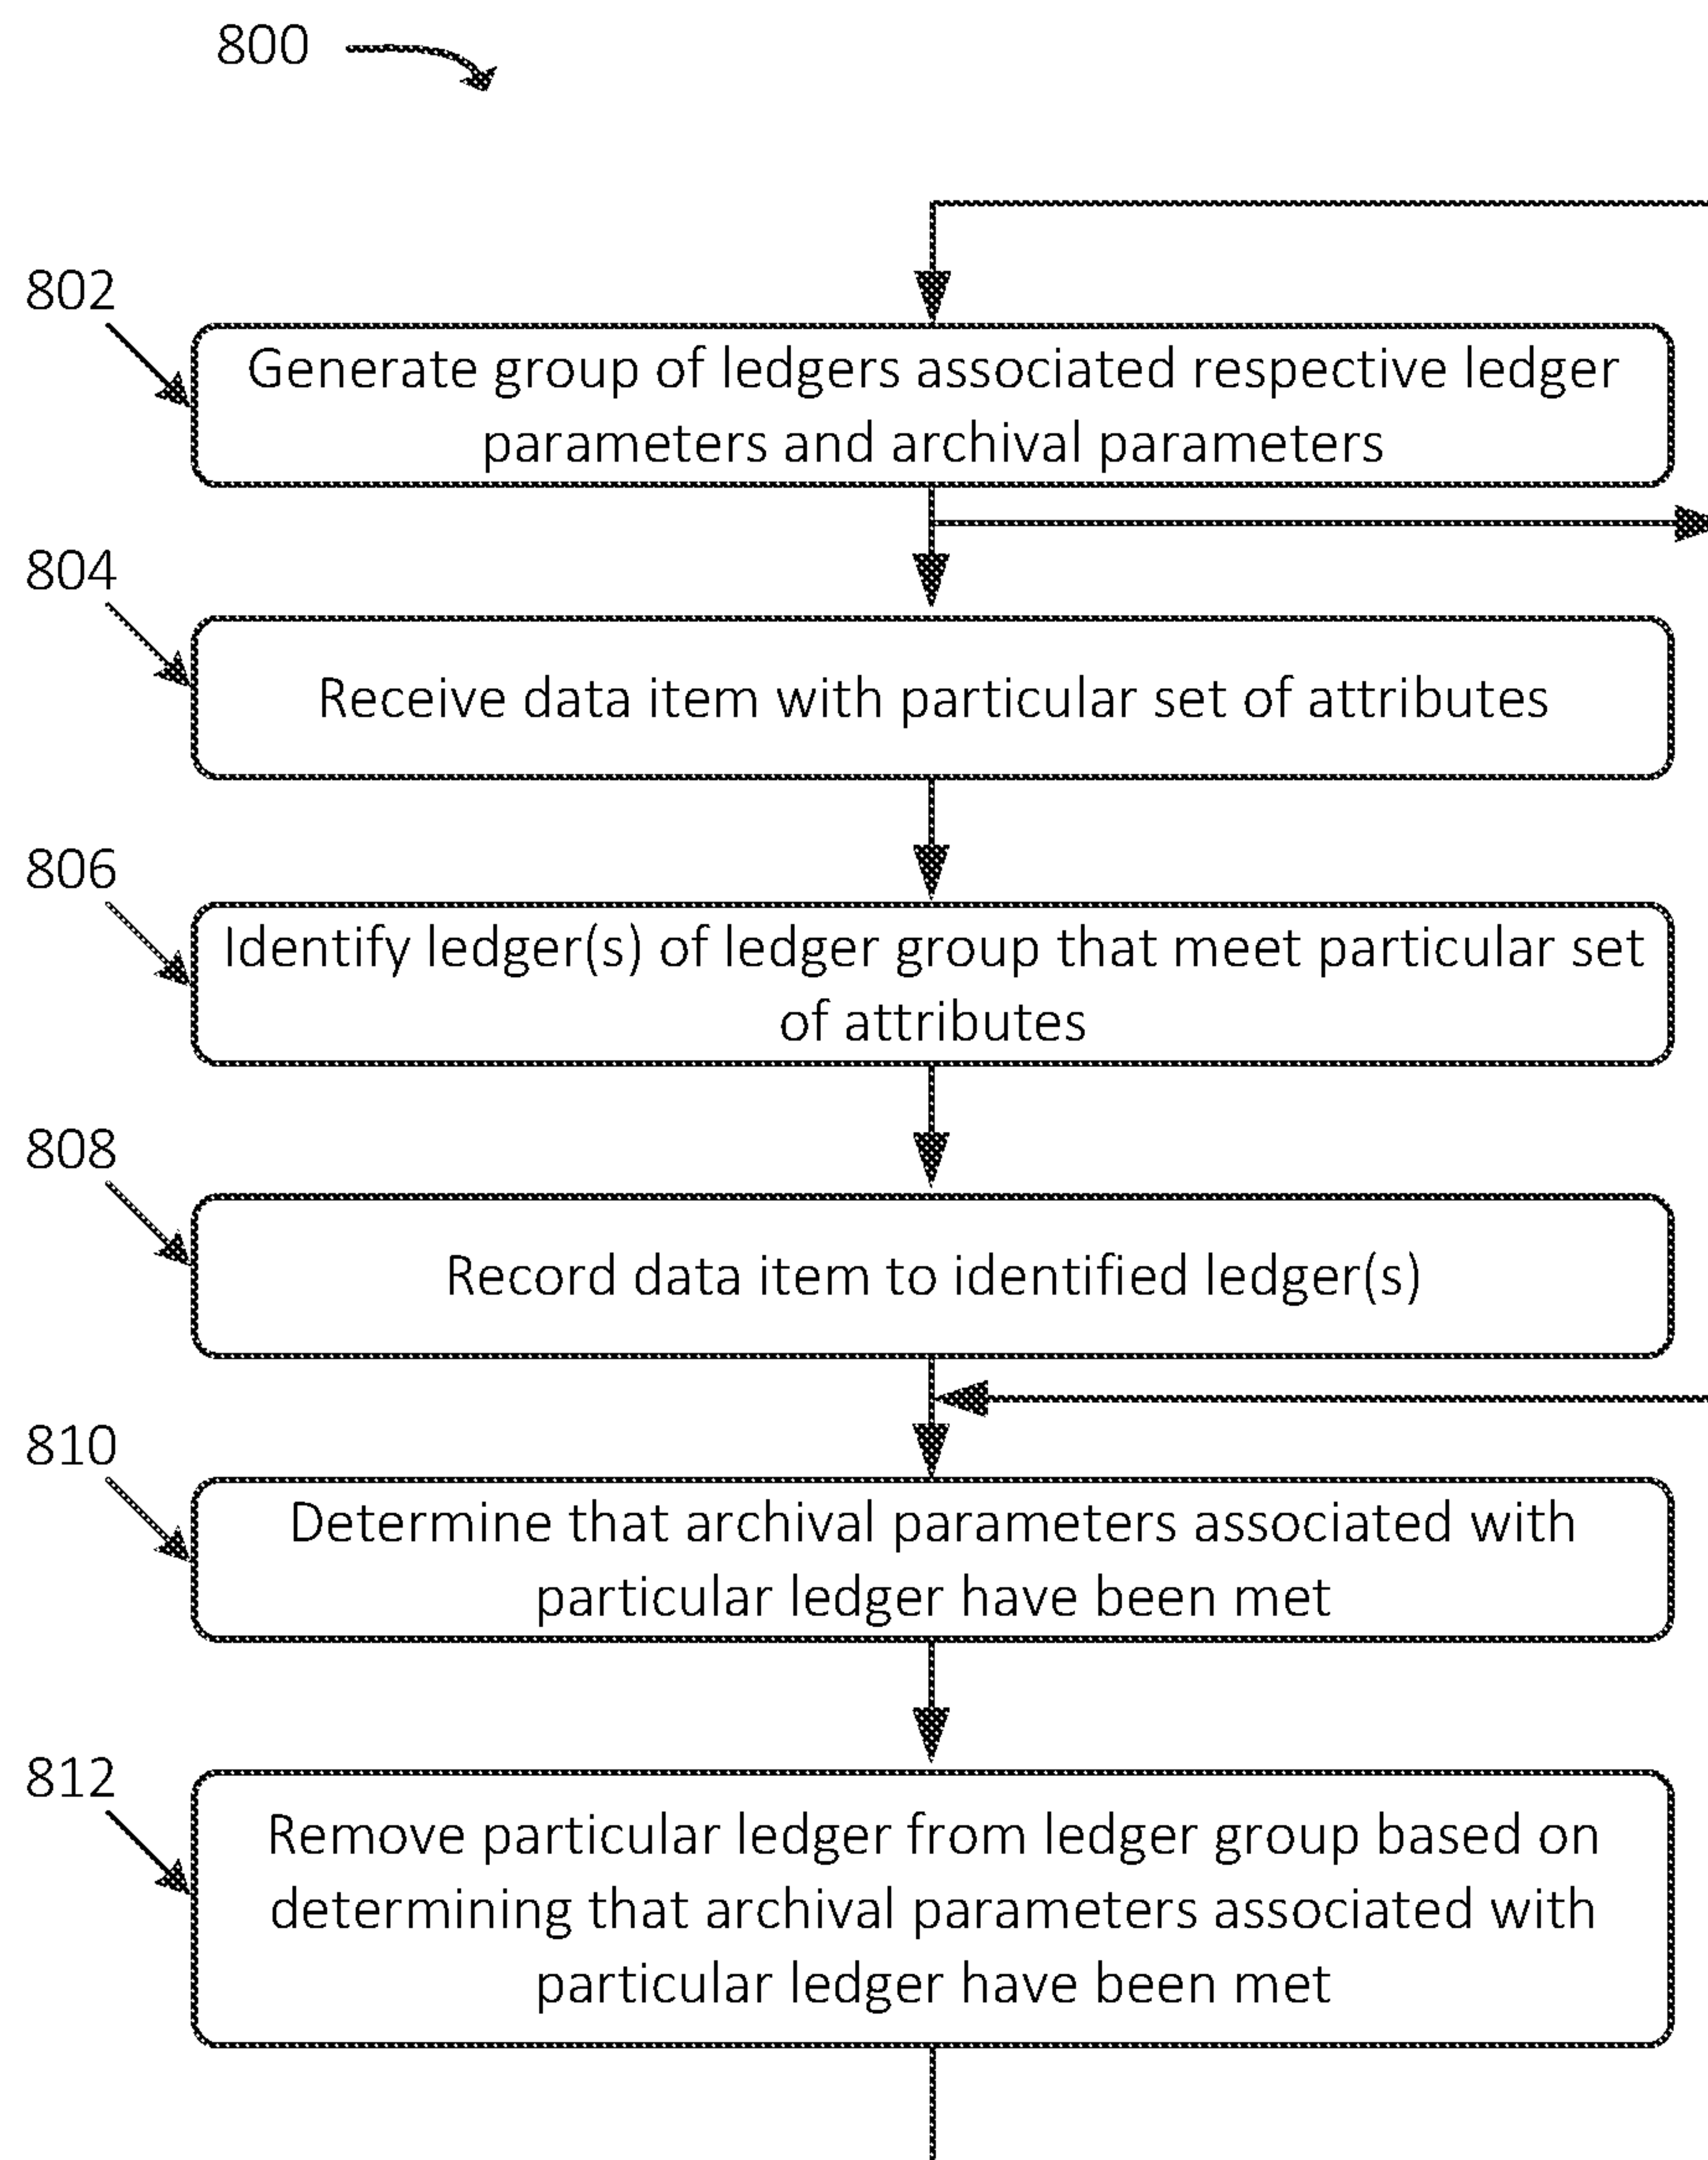 800
802
Generate group of ledgers associated respective ledger
parameters and archival parameters
804
Receive data item with particular set of attributes
806
Identify ledger(s) of ledger group that meet particular set
of attributes
808
Record data item to identified ledger(s)
810
Determine that archival parameters associated with
particular ledger have been met
812
Remove particular ledger from ledger group based on
determining that archival parameters associated with
particular ledger have been met